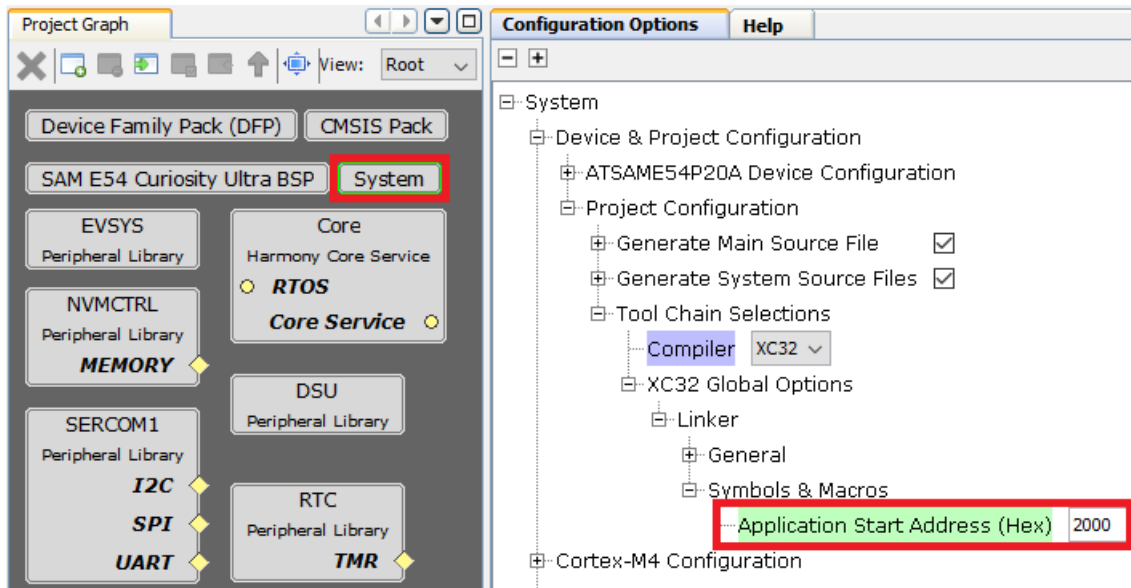 Project Graph
View: Root
Device Family Pack (DFP) CMSIS Pack
SAM E54 Curiosity Ultra BSP System
EVSYS
Peripheral Library
Core
Harmony Core Service
RTOS
Core Service
NVMCTRL
Peripheral Library
MEMORY
DSU
Peripheral Library
SERCOM1
Peripheral Library
I2C
SPI
UART
RTC
Peripheral Library
TMR
Configuration Options Help
System
Device & Project Configuration
ATSAME54P20A Device Configuration
Project Configuration
Generate Main Source File
Generate System Source Files
Tool Chain Selections
Compiler XC32
XC32 Global Options
Linker
General
Symbols & Macros
Application Start Address (Hex) 2000
Cortex-M4 Configuration